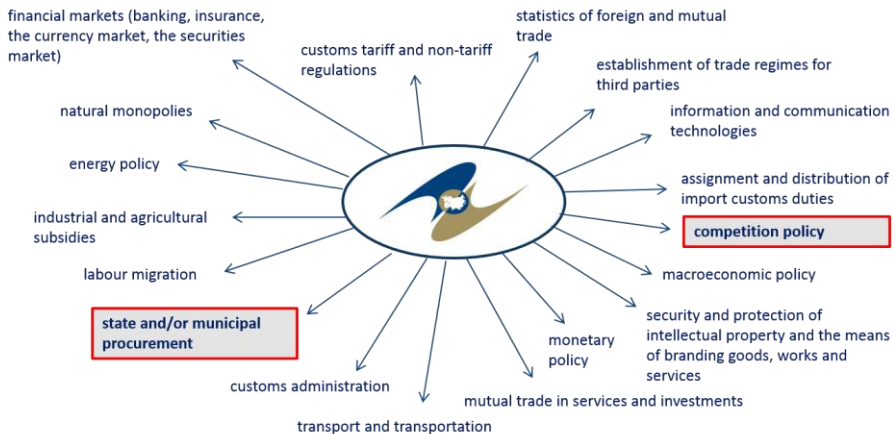 financial markets (banking, insurance,
the currency market, the securities
market)
customs tariff and non-tariff
regulations
statistics of foreign and mutual
trade
establishment of trade regimes for
third parties
natural monopolies
information and communication
technologies
energy policy
assignment and distribution of
import customs duties
industrial and agricultural
subsidies
competition policy
labour migration
macroeconomic policy
state and/or municipal
procurement
security and protection of
intellectual property and the means
of branding goods, works and
services
monetary
policy
customs administration
mutual trade in services and investments
transport and transportation